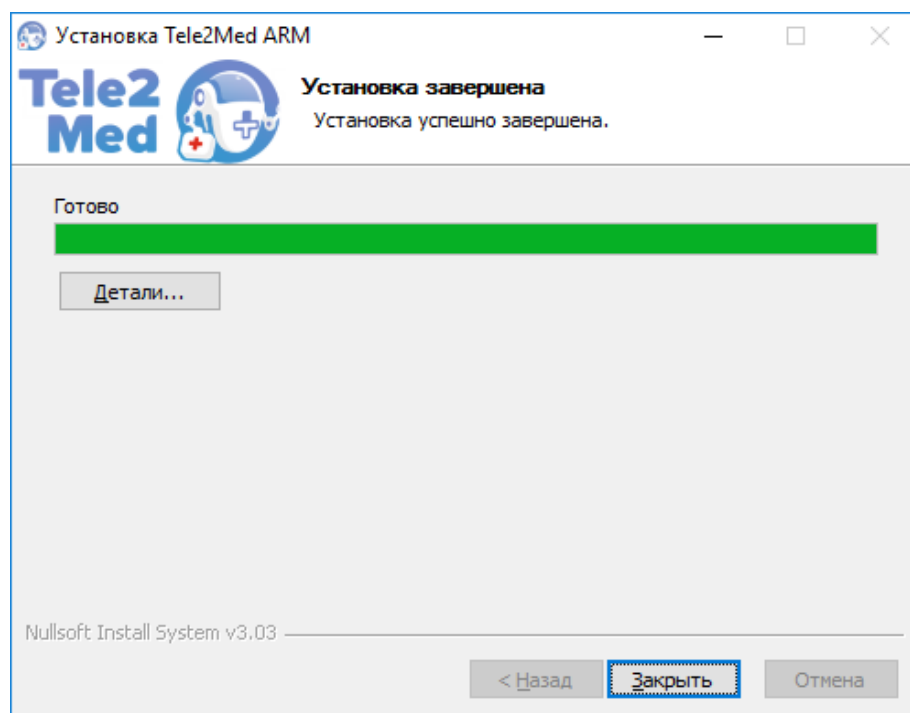 Установка Tele2Med ARM
Tele2
Med
Установка завершена
Установка успешно завершена.
Готово
Детали...
Nullsoft Install System v3.03
< Назад
Закрыть
Отмена